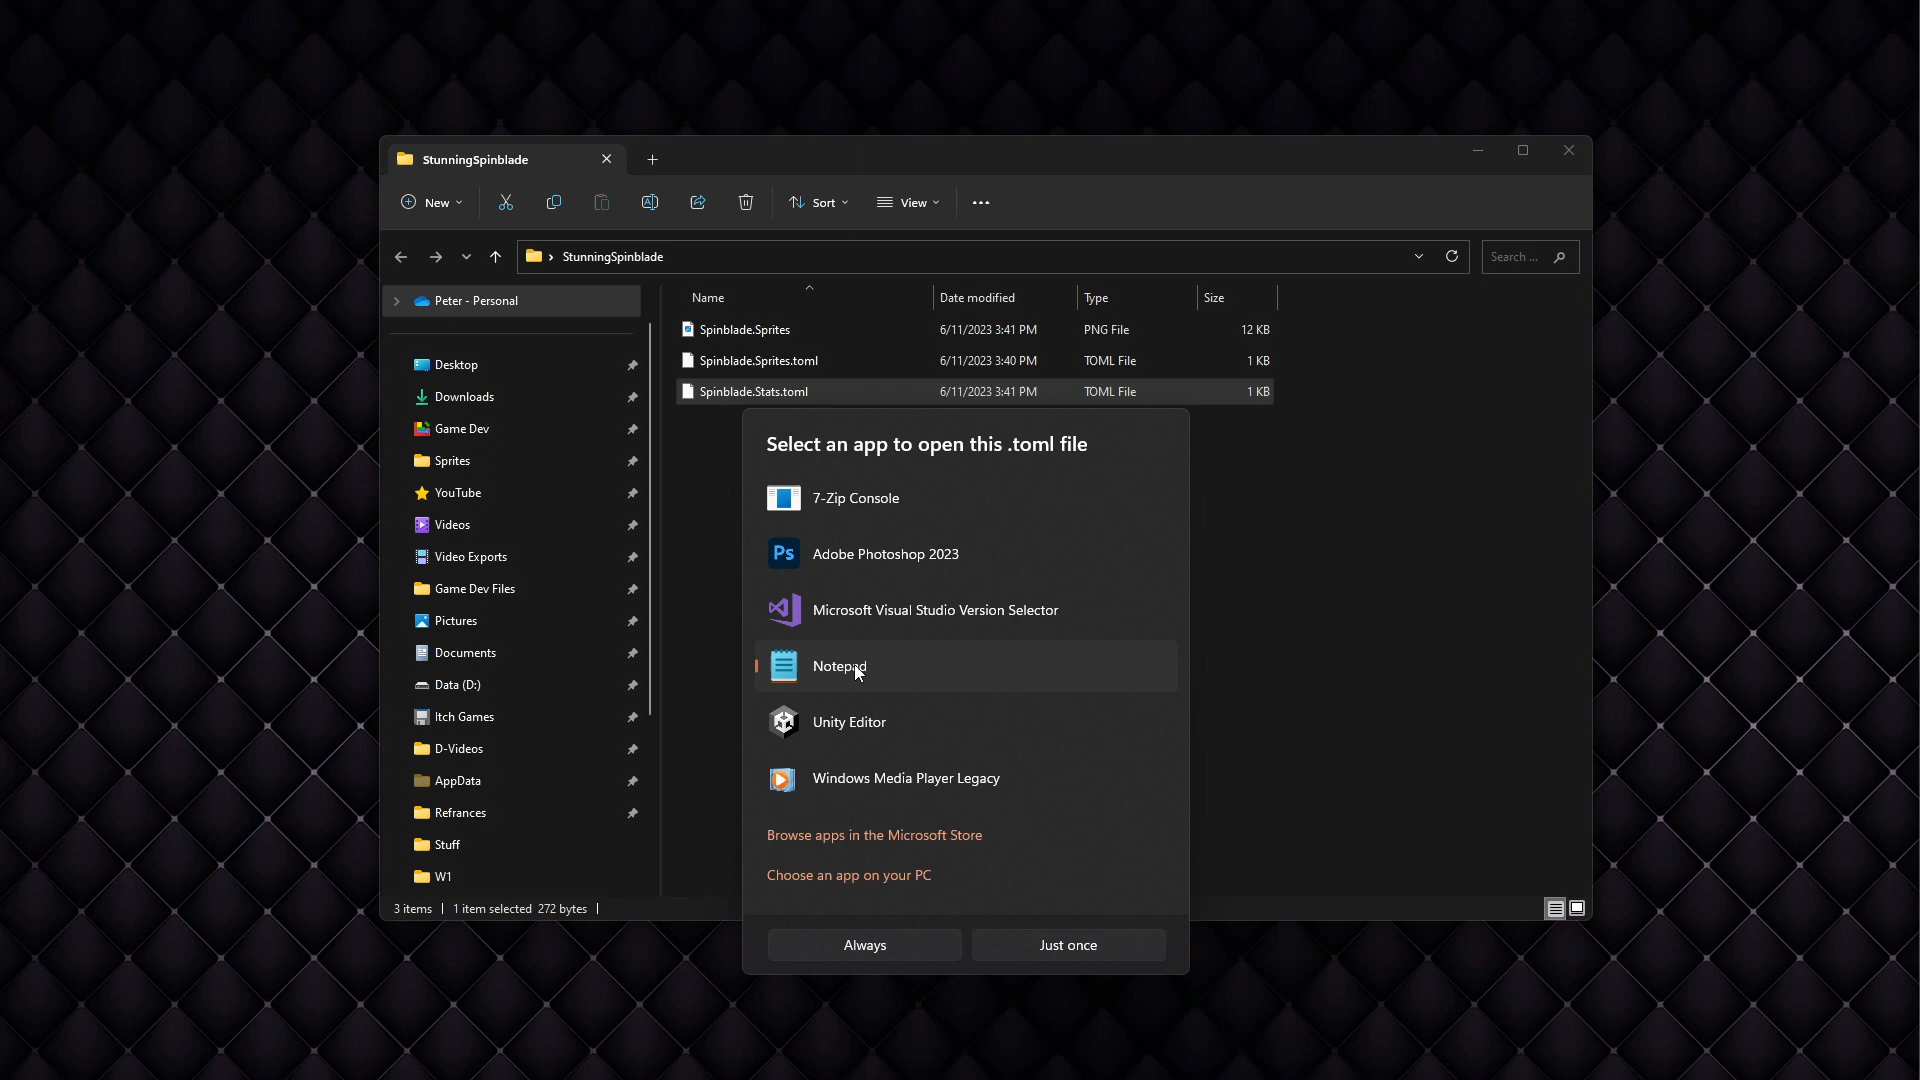 StunningSpinblade
New
Sort
View
StunningSpinblade
Search ...
Peter - Personal
Desktop
Downloads
Game Dev
Sprites
YouTube
Videos
Video Exports
Game Dev Files
Pictures
Documents
Data (D:)
Itch Games
D-Videos
AppData
Refrances
Stuff
W1
Name Date modified Type Size
Spinblade.Sprites 6/11/2023 3:41 PM PNG File 12 KB
Spinblade.Sprites.toml 6/11/2023 3:40 PM TOML File 1 KB
Spinblade.Stats.toml 6/11/2023 3:41 PM TOML File 1 KB
Select an app to open this .toml file
7-Zip Console
Ps Adobe Photoshop 2023
Microsoft Visual Studio Version Selector
Notepad
Unity Editor
Windows Media Player Legacy
Browse apps in the Microsoft Store
Choose an app on your PC
Always Just once
3 items 1 item selected 272 bytes